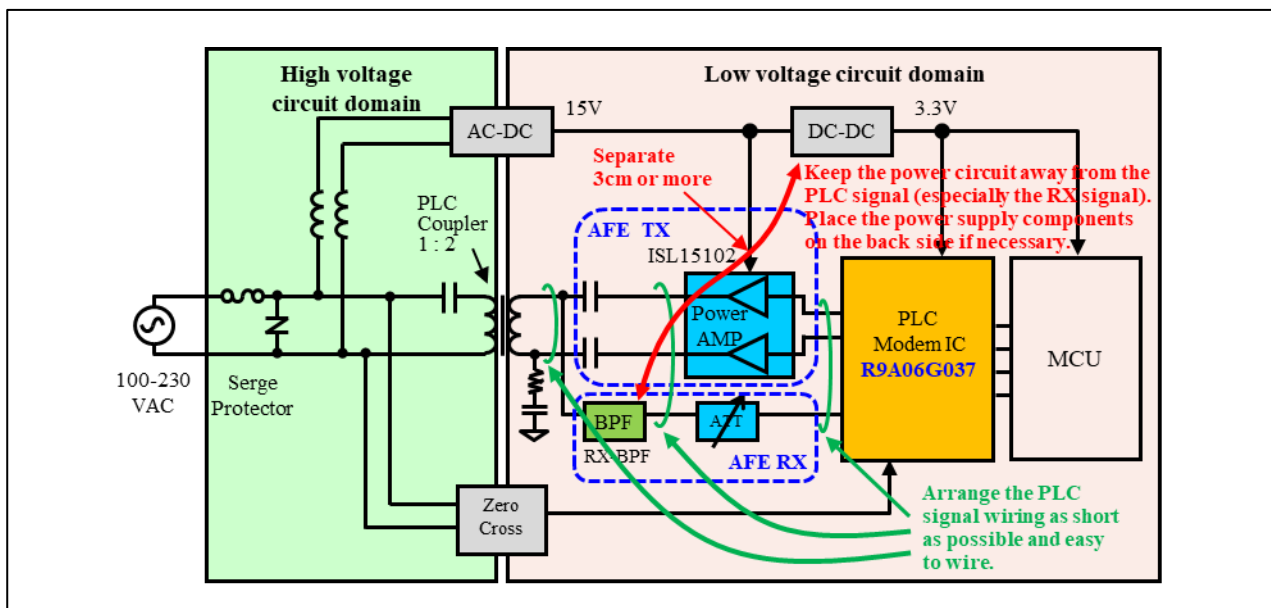 High voltage
circuit domain
Low voltage circuit domain
AC-DC
15V
DC-DC
3.3V
Separate
3cm or more
Keep the power circuit away from the
PLC signal (especially the RX signal).
Place the power supply components
on the back side if necessary.
PLC
Coupler
1 : 2
AFE TX
ISL15102
Power
AMP
PLC
Modem IC
R9A06G037
MCU
100-230
VAC
Serge
Protector
BPF
RX-BPF
ATT
AFE RX
Zero
Cross
Arrange the PLC
signal wiring as short
as possible and easy
to wire.